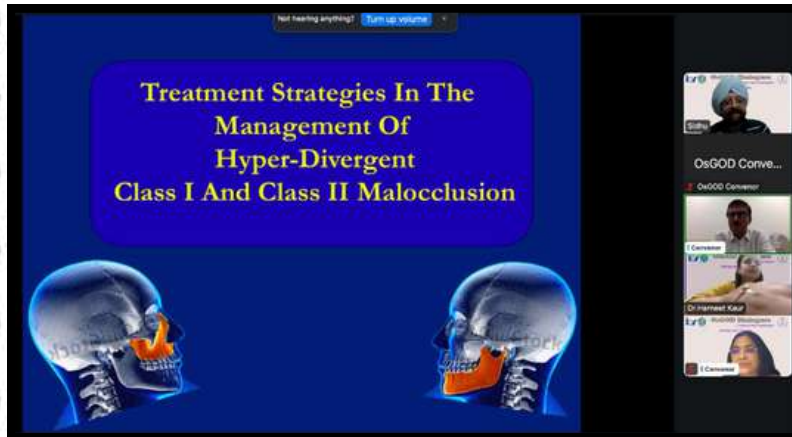 Not hearing anything? Turn up volume ×
Treatment Strategies In The
Management Of
Hyper-Divergent
Class I And Class II Malocclusion
Sidhu
OsGOD Conve...
OsGOD Convenor
I Convenor
Dr.Harneet Kaur
I Convenor